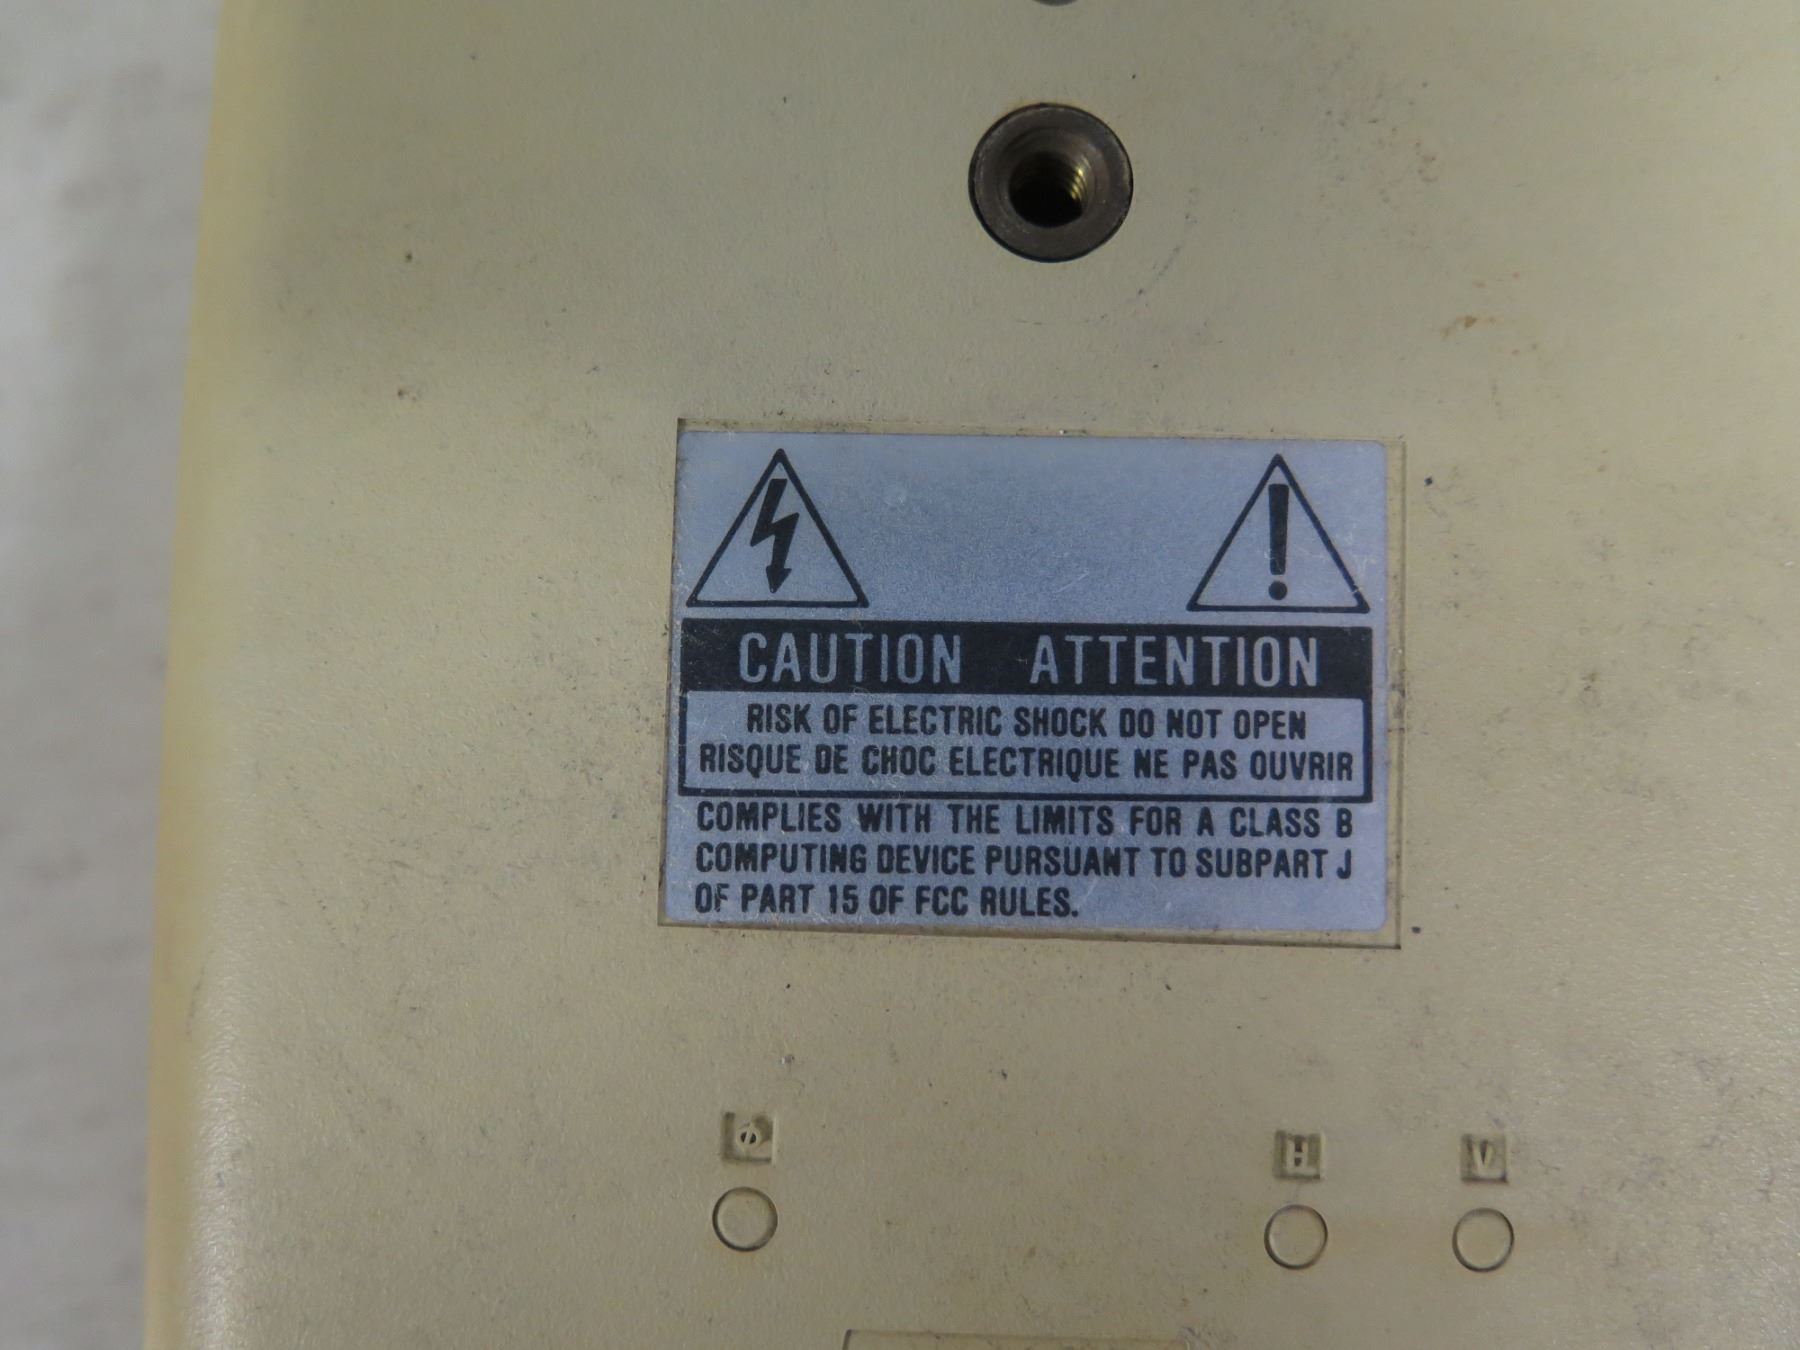 CAUTION ATTENTION
RISK OF ELECTRIC SHOCK DO NOT OPEN
RISQUE DE CHOC ELECTRIQUE NE PAS OUVRIR
COMPLIES WITH THE LIMITS FOR A CLASS B
COMPUTING DEVICE PURSUANT TO SUBPART J
OF PART 15 OF FCC RULES.
ϕ H V